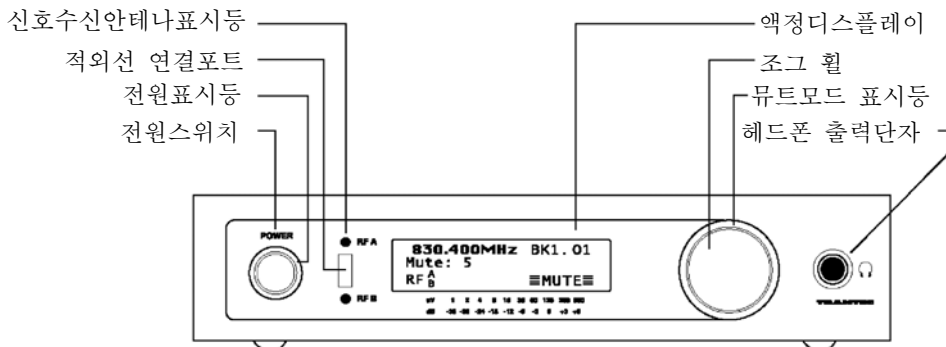 신호수신안테나표시등
적외선 연결포트
전원표시등
전원스위치
액정디스플레이
조그 휠
뮤트모드 표시등
헤드폰 출력단자
POWER
RF A
830.400MHz BK1.01
Mute: 5
RF A B
≡MUTE≡
RF B